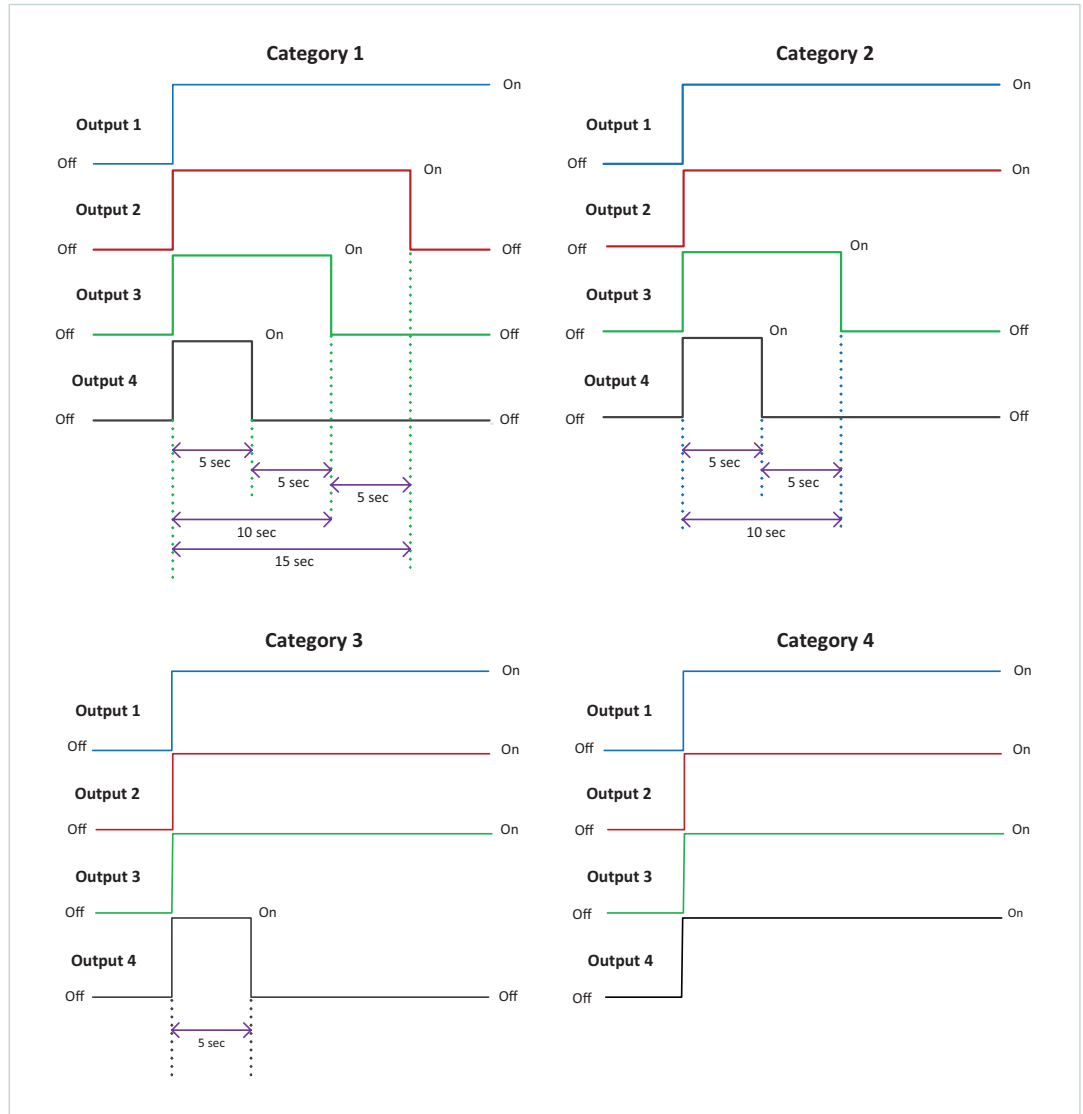 Category 1
On
Output 1
Off
On
Output 2
Off
Off
On
Output 3
Off
Off
On
Output 4
Off
Off
5 sec
5 sec
5 sec
10 sec
15 sec
Category 2
On
Output 1
Off
On
Output 2
Off
On
Output 3
Off
Off
On
Output 4
Off
Off
5 sec
5 sec
10 sec
Category 3
On
Output 1
Off
On
Output 2
Off
On
Output 3
Off
On
Output 4
Off
Off
5 sec
Category 4
On
Output 1
Off
On
Output 2
Off
On
Output 3
Off
On
Output 4
Off